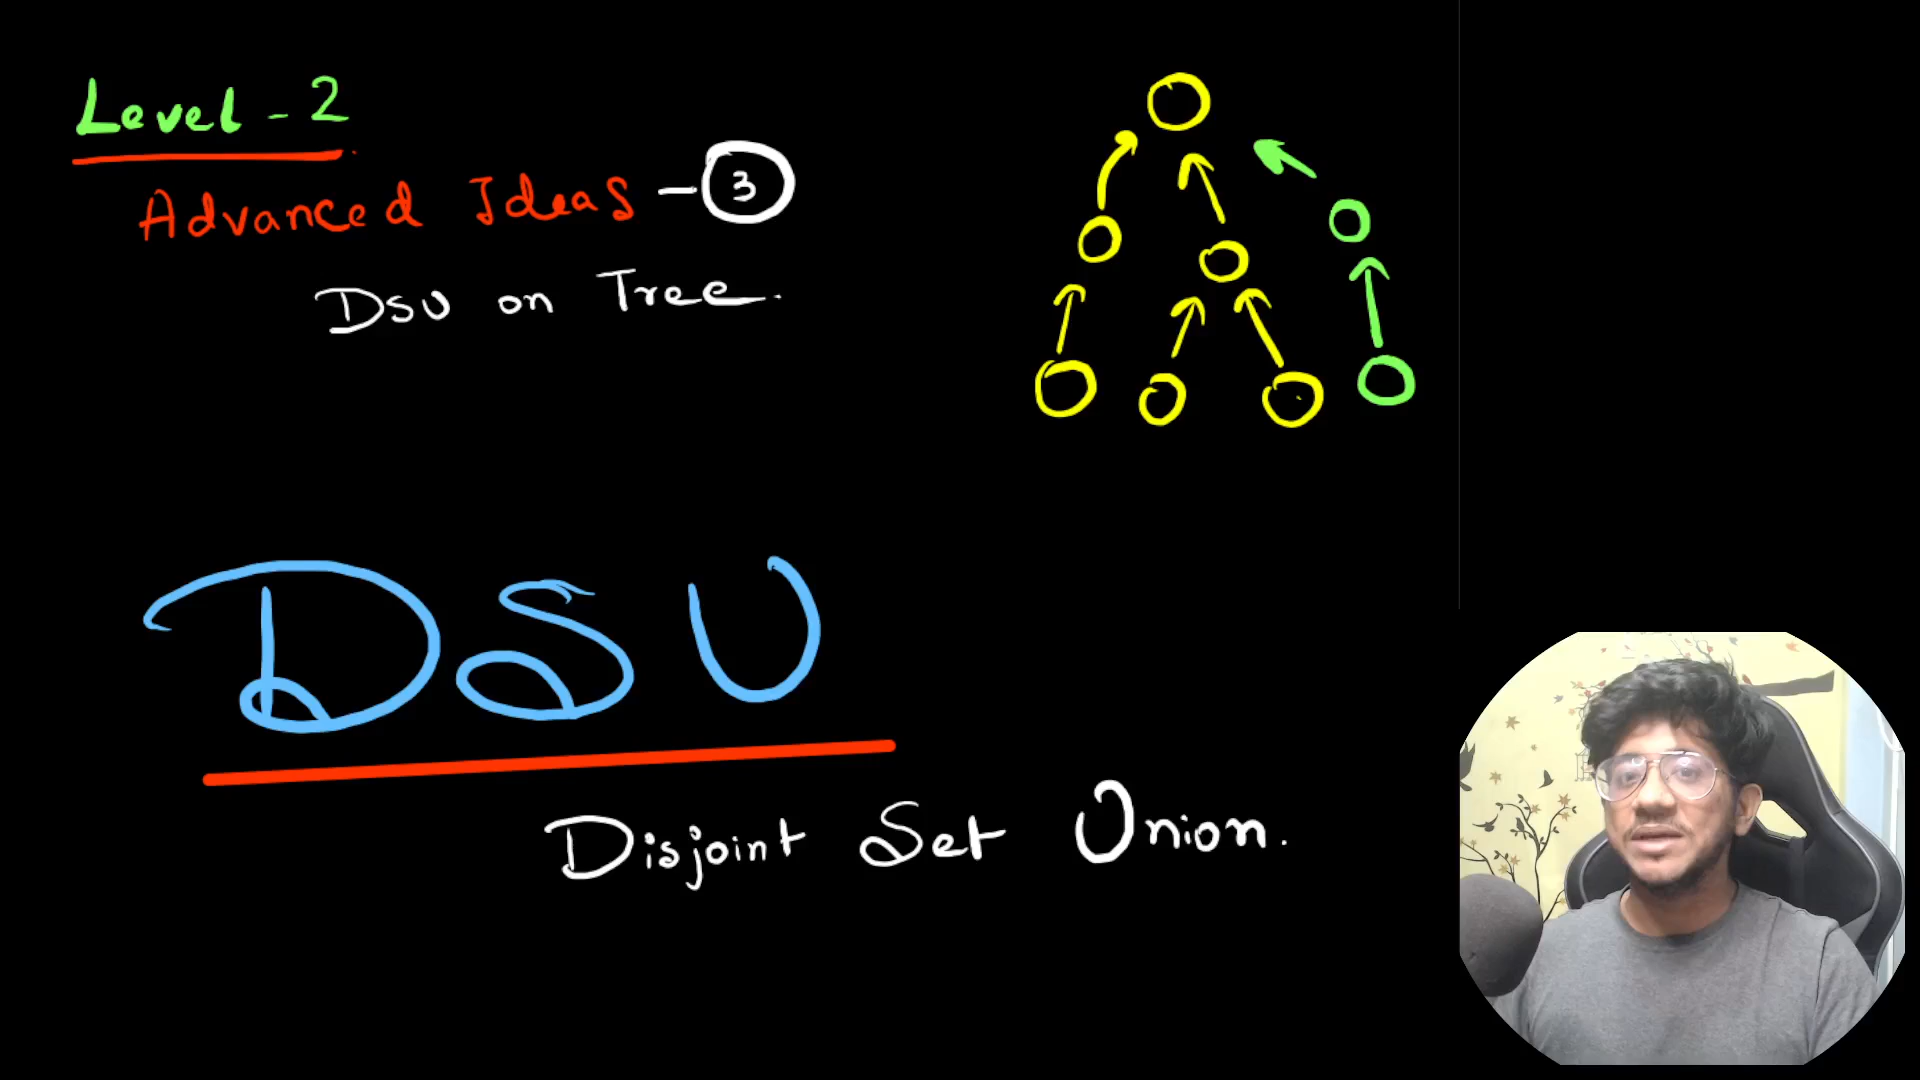 Level - 2
Advanced Ideas - 3
DSU on Tree.
DSU
Disjoint Set Union.